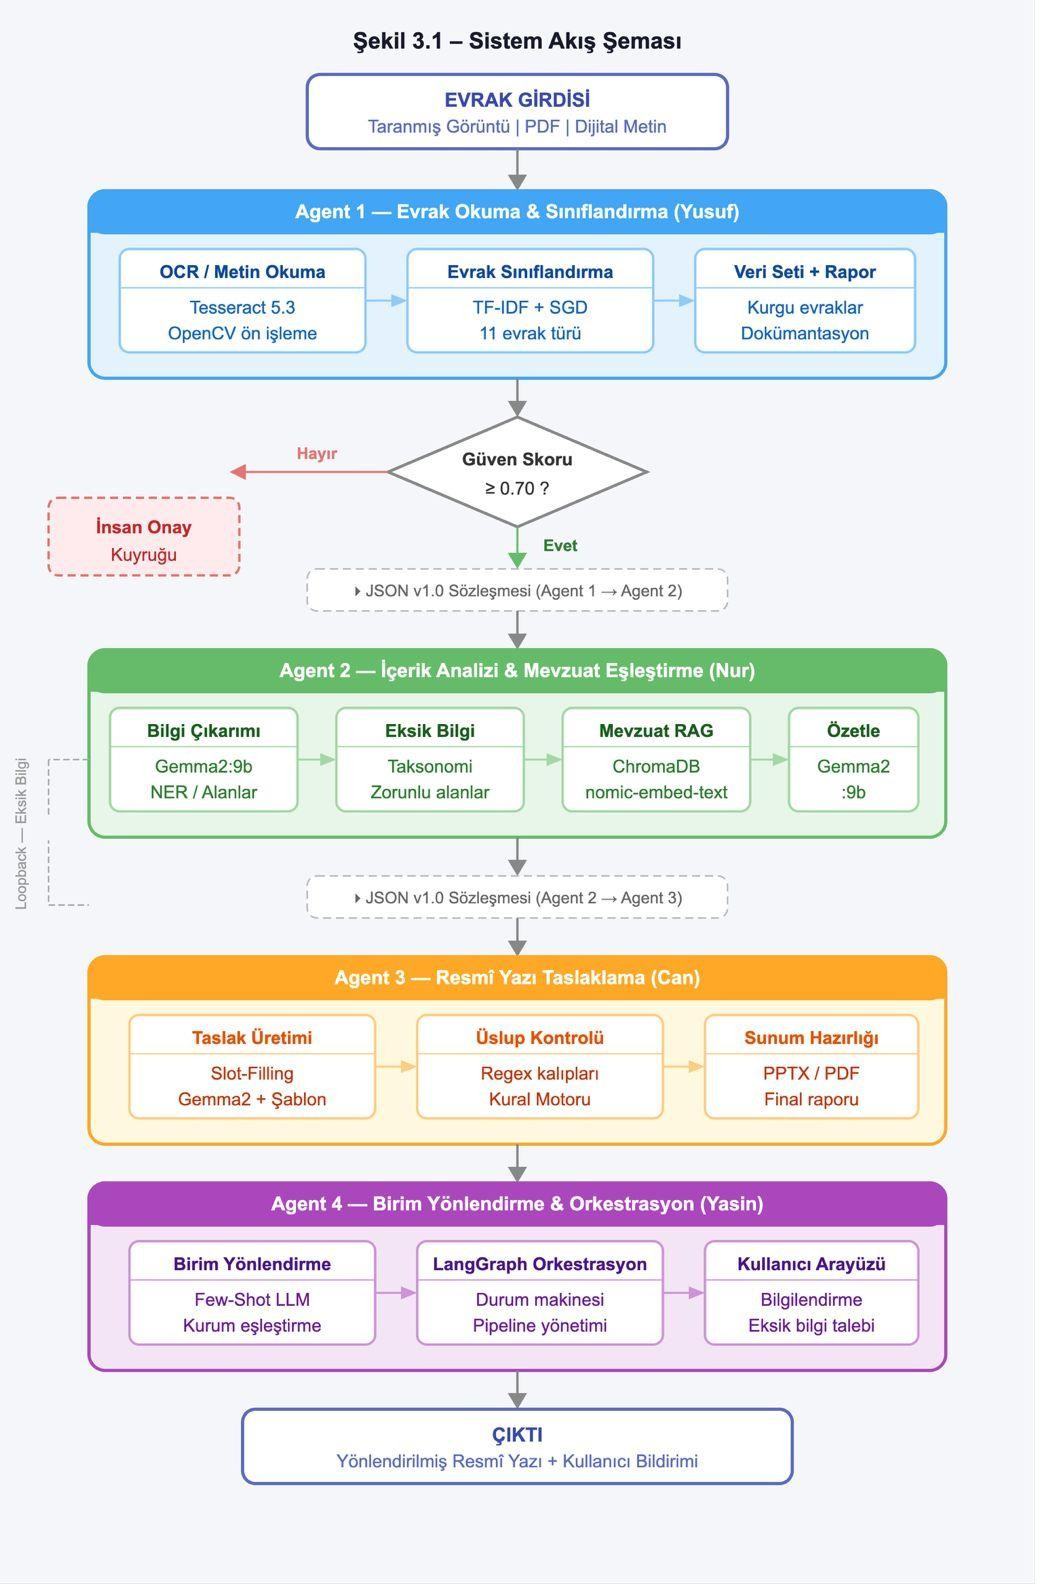 Şekil 3.1 – Sistem Akış Şeması
EVRAK GİRDİSİ
Taranmış Görüntü | PDF | Dijital Metin
Agent 1 — Evrak Okuma & Sınıflandırma (Yusuf)
OCR / Metin Okuma
Tesseract 5.3
OpenCV ön işleme
Evrak Sınıflandırma
TF-IDF + SGD
11 evrak türü
Veri Seti + Rapor
Kurgu evraklar
Dokümantasyon
Güven Skoru
≥ 0.70 ?
Hayır
İnsan Onay
Kuyruğu
Evet
JSON v1.0 Sözleşmesi (Agent 1 → Agent 2)
Agent 2 — İçerik Analizi & Mevzuat Eşleştirme (Nur)
Bilgi Çıkarımı
Gemma2:9b
NER / Alanlar
Eksik Bilgi
Taksonomi
Zorunlu alanlar
Mevzuat RAG
ChromaDB
nomic-embed-text
Özetle
Gemma2
:9b
Loopback — Eksik Bilgi
JSON v1.0 Sözleşmesi (Agent 2 → Agent 3)
Agent 3 — Resmî Yazı Taslaklama (Can)
Taslak Üretimi
Slot-Filling
Gemma2 + Şablon
Üslup Kontrolü
Regex kalıpları
Kural Motoru
Sunum Hazırlığı
PPTX / PDF
Final raporu
Agent 4 — Birim Yönlendirme & Orkestrasyon (Yasin)
Birim Yönlendirme
Few-Shot LLM
Kurum eşleştirme
LangGraph Orkestrasyon
Durum makinesi
Pipeline yönetimi
Kullanıcı Arayüzü
Bilgilendirme
Eksik bilgi talebi
ÇIKTI
Yönlendirilmiş Resmî Yazı + Kullanıcı Bildirimi